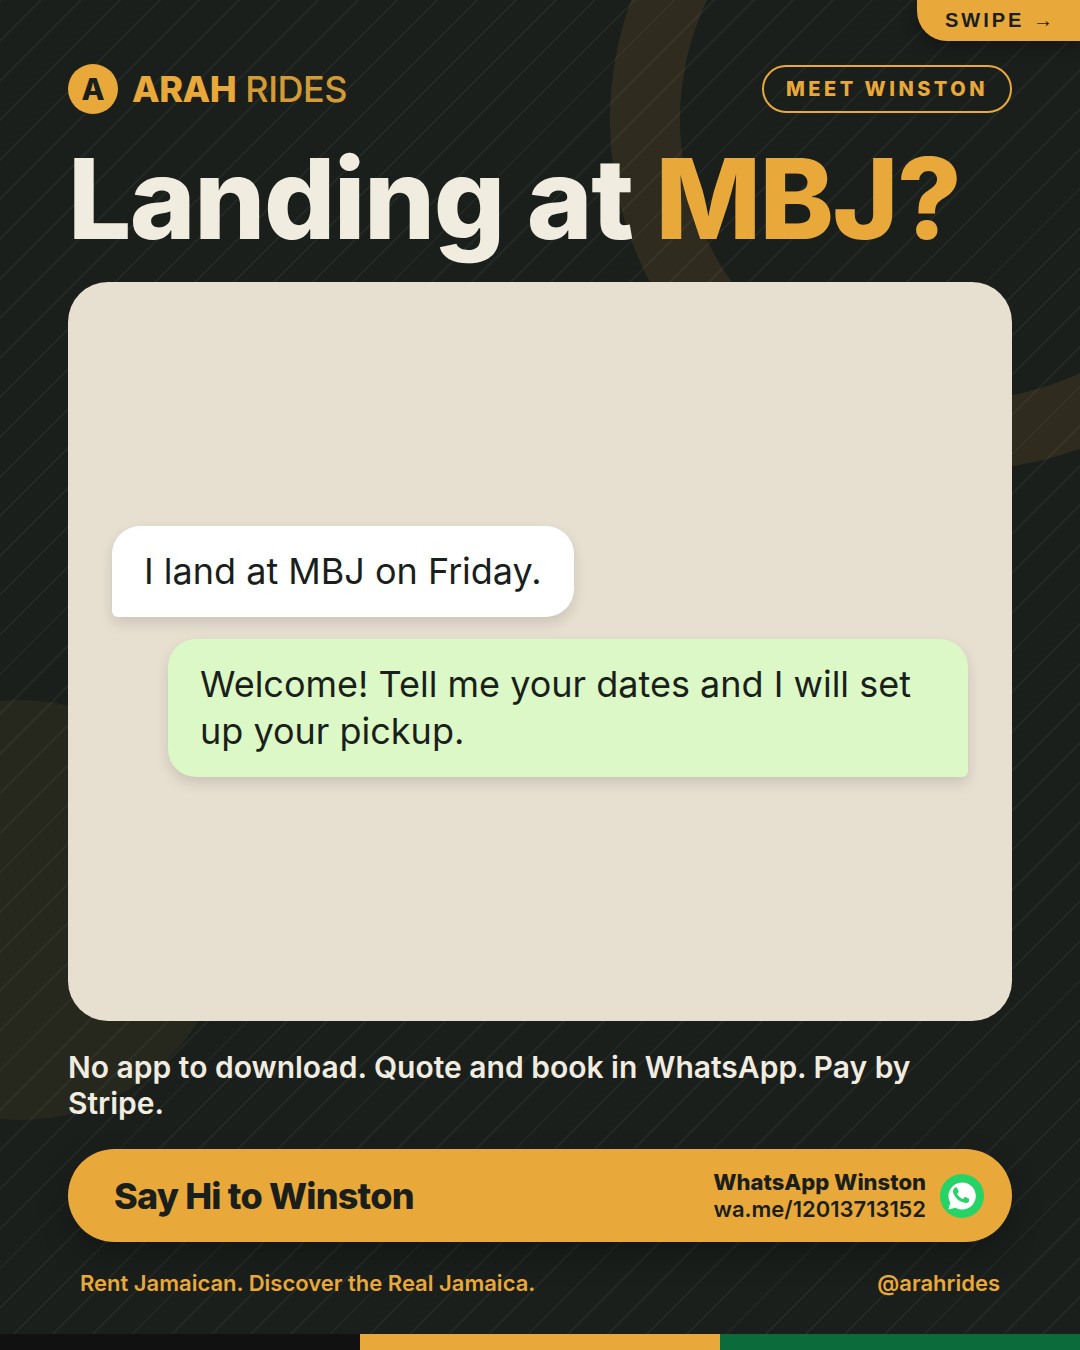 SWIPE →
A ARAH RIDES
MEET WINSTON
Landing at MBJ?
I land at MBJ on Friday.
Welcome! Tell me your dates and I will set
up your pickup.
No app to download. Quote and book in WhatsApp. Pay by
Stripe.
Say Hi to Winston
WhatsApp Winston
wa.me/12013713152
Rent Jamaican. Discover the Real Jamaica.
@arahrides